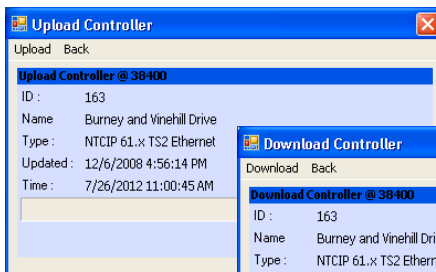 Upload Controller
Upload Back
Upload Controller @ 38400
ID : 163
Name Burney and Vinehill Drive
Type : NTCIP 61.x TS2 Ethernet
Updated : 12/6/2008 4:56:14 PM
Time : 7/26/2012 11:00:45 AM
Download Controller
Download Back
Download Controller @ 38400
ID : 163
Name Burney and Vinehill Dri
Type : NTCIP 61.x TS2 Ethern